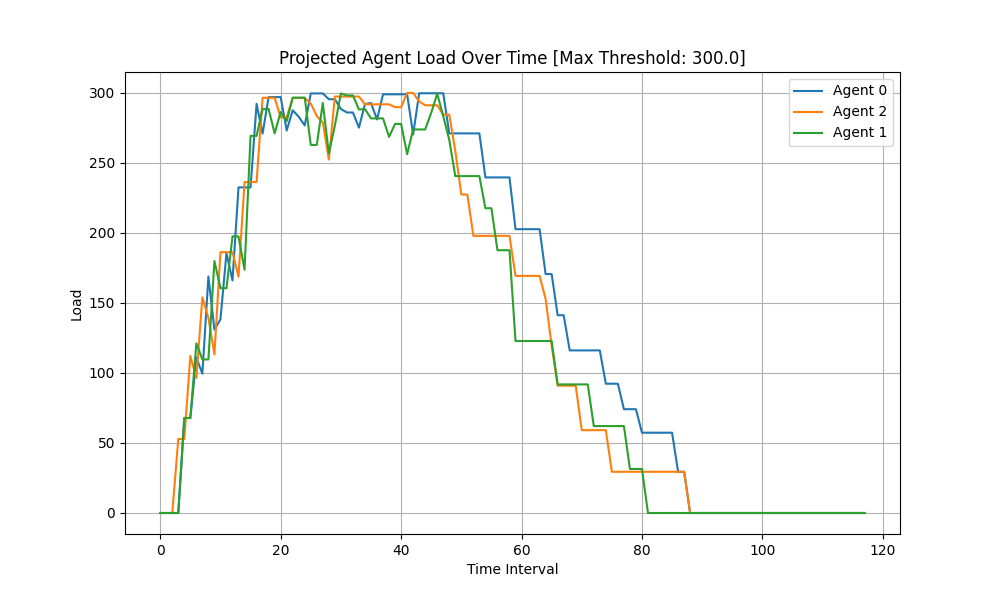 Projected Agent Load Over Time [Max Threshold: 300.0]
Agent 0
Agent 2
Agent 1
Load
300
250
200
150
100
50
0
0 20 40 60 80 100 120
Time Interval